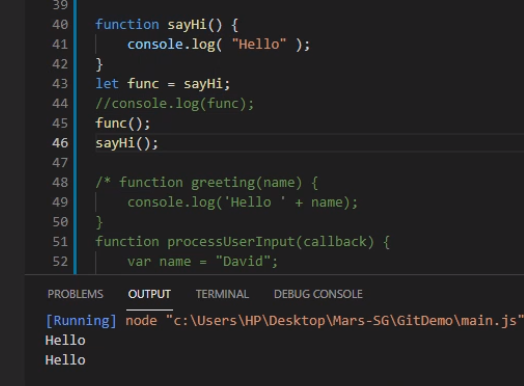 39
40 function sayHi() {
41 console.log( "Hello" );
42 }
43 let func = sayHi;
44 //console.log(func);
45 func();
46 sayHi();
47
48 /* function greeting(name) {
49 console.log('Hello ' + name);
50 }
51 function processUserInput(callback) {
52 var name = "David";
PROBLEMS OUTPUT TERMINAL DEBUG CONSOLE
[Running] node "c:\Users\HP\Desktop\Mars-SG\GitDemo\main.js"
Hello
Hello